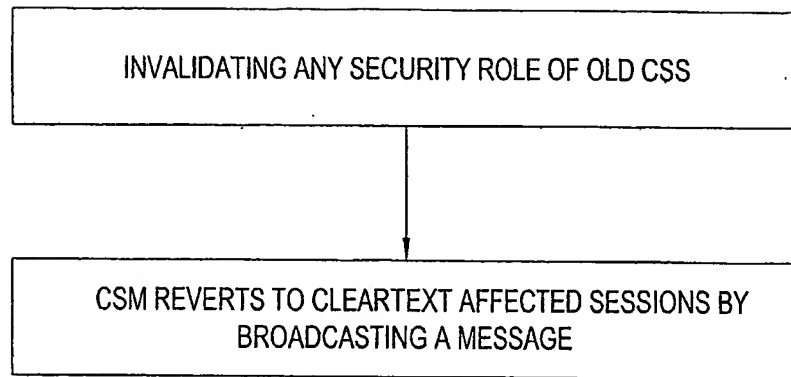 INVALIDATING ANY SECURITY ROLE OF OLD CSS
CSM REVERTS TO CLEARTEXT AFFECTED SESSIONS BY
BROADCASTING A MESSAGE